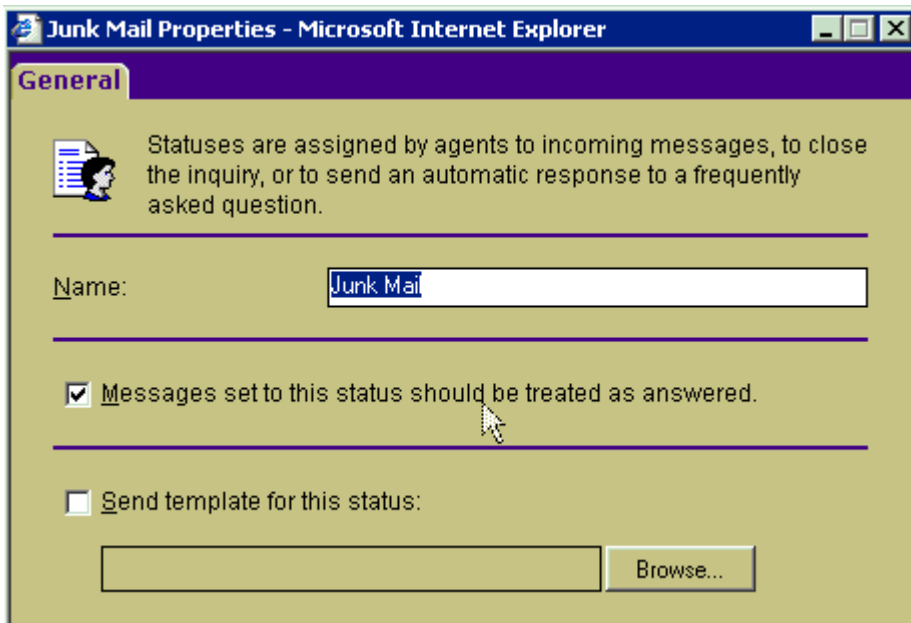 Junk Mail Properties - Microsoft Internet Explorer
General
Statuses are assigned by agents to incoming messages, to close
the inquiry, or to send an automatic response to a frequently
asked question.
Name:
Junk Mail
Messages set to this status should be treated as answered.
Send template for this status:
Browse...